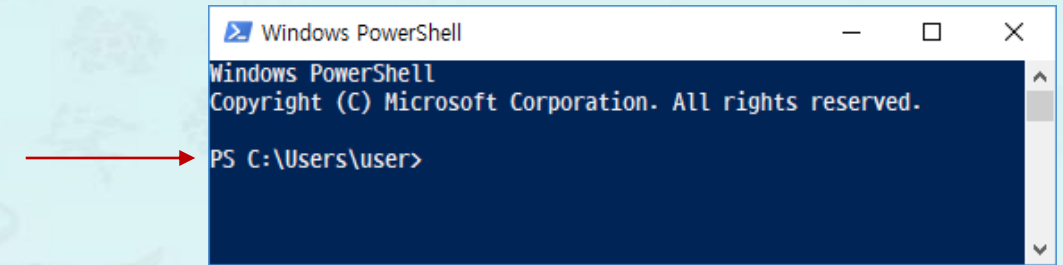 Windows PowerShell
Windows PowerShell
Copyright (C) Microsoft Corporation. All rights reserved.
PS C:\Users\user>